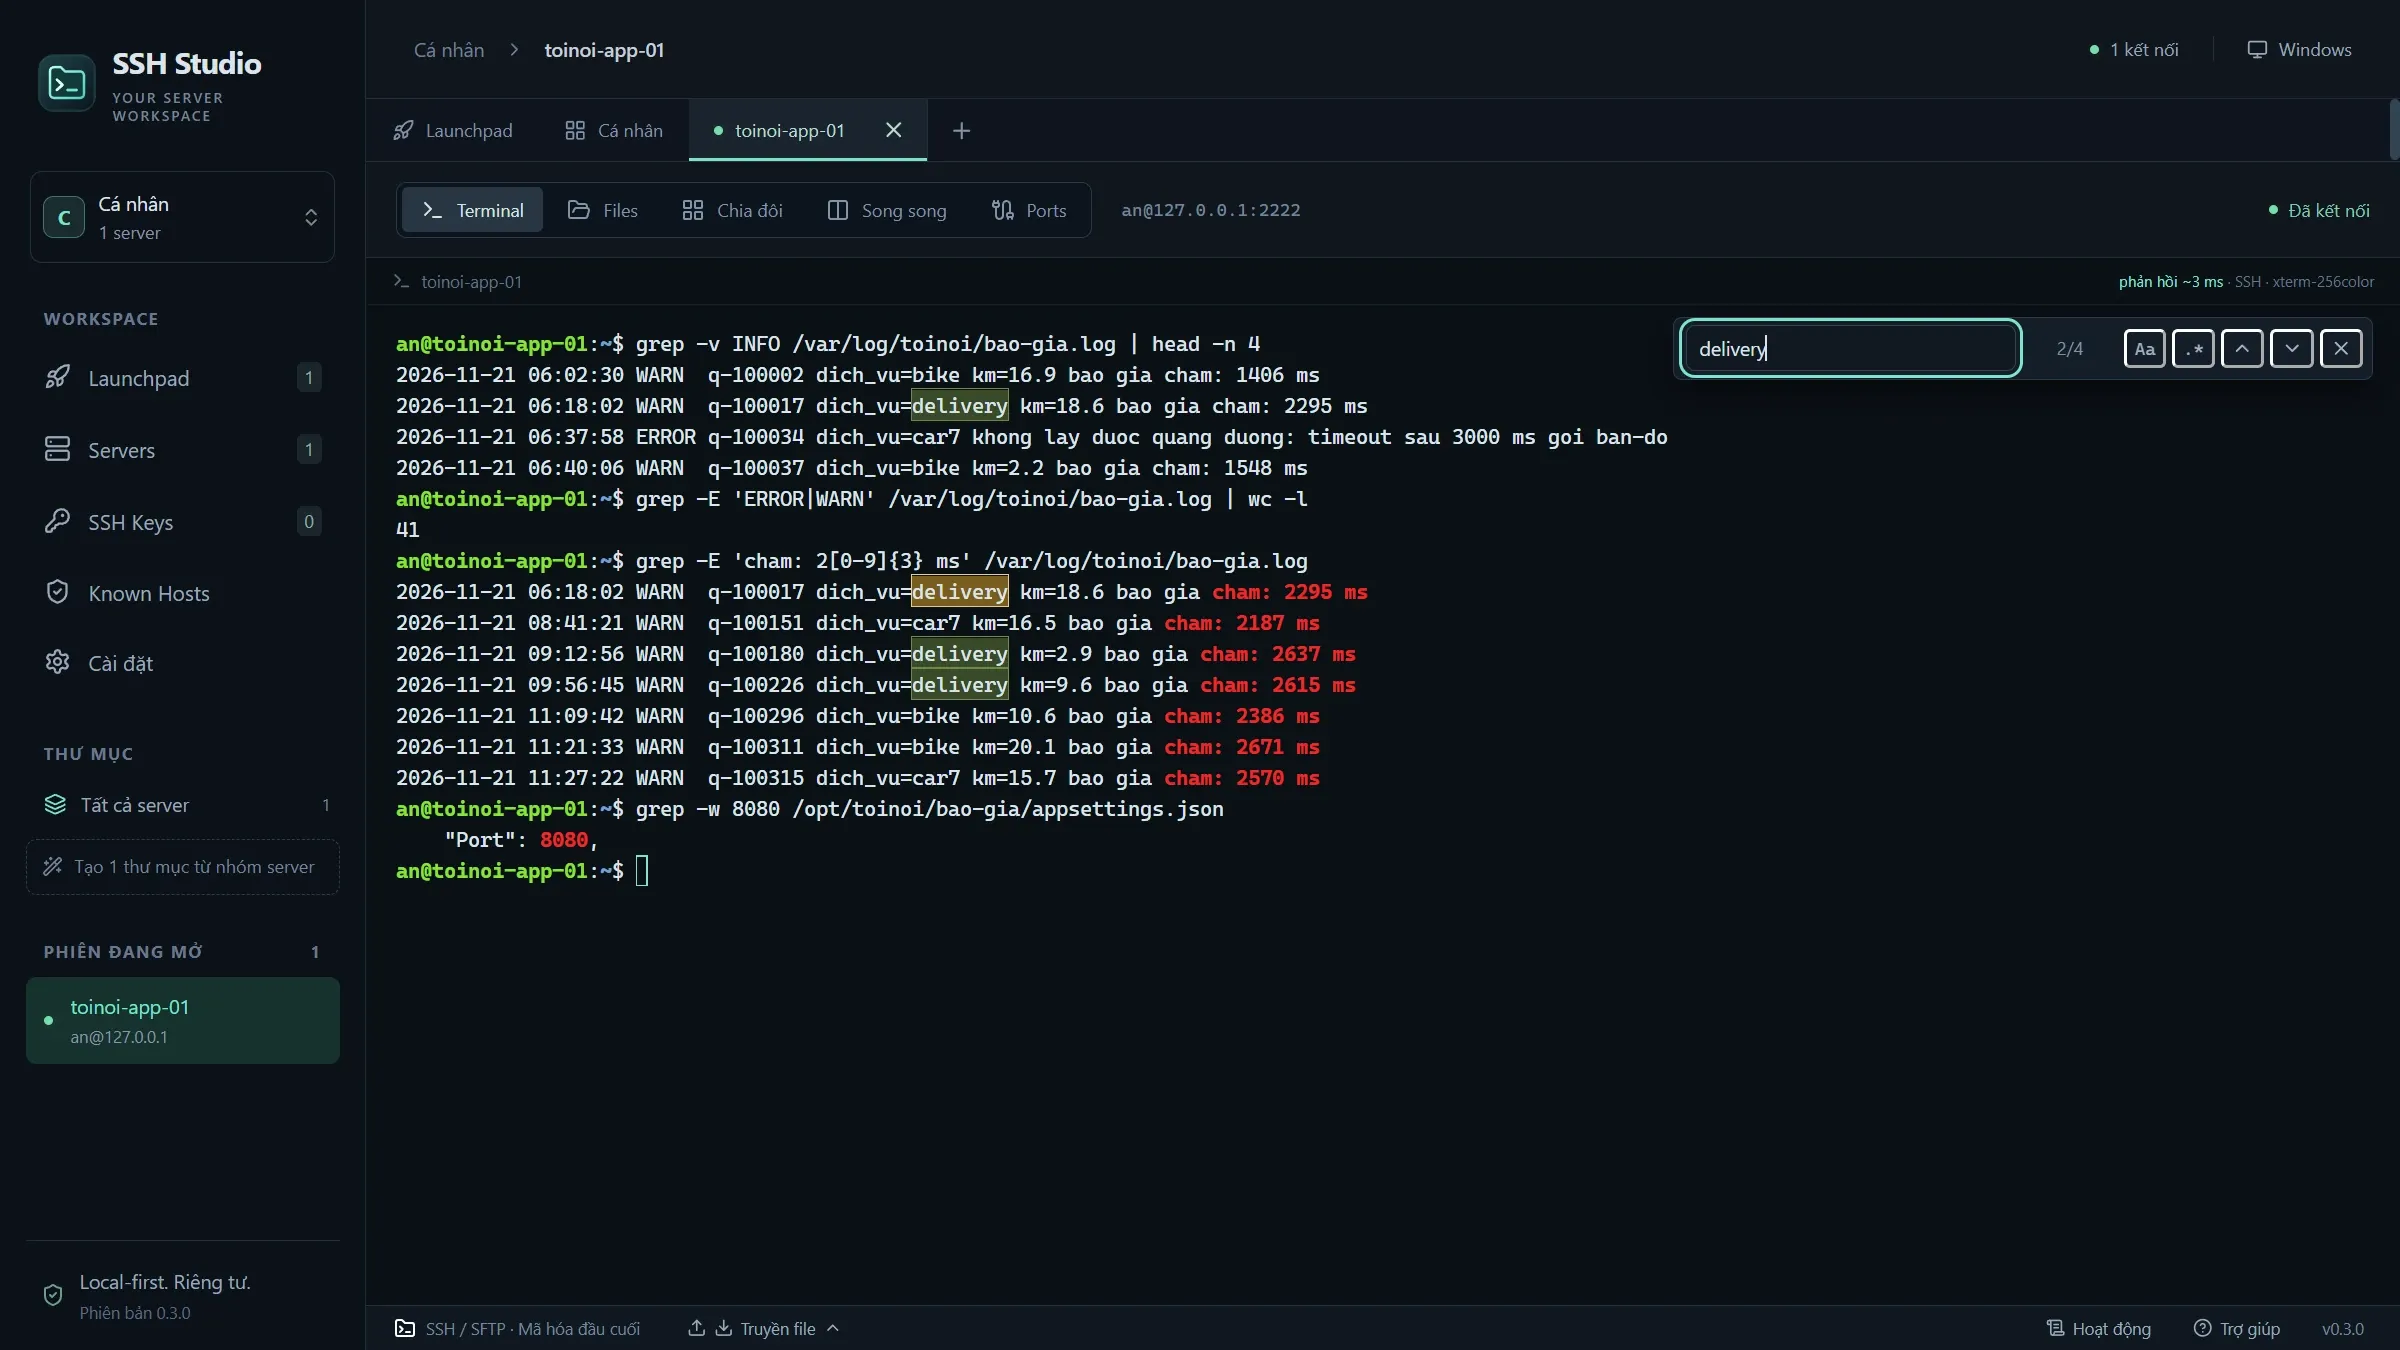 SSH Studio
YOUR SERVER
WORKSPACE
C
Cá nhân
1 server
WORKSPACE
Launchpad 1
Servers 1
SSH Keys 0
Known Hosts
Cài đặt
THƯ MỤC
Tất cả server 1
Tạo 1 thư mục từ nhóm server
PHIÊN ĐANG MỞ 1
toinoi-app-01
an@127.0.0.1
Local-first. Riêng tư.
Phiên bản 0.3.0
Cá nhân > toinoi-app-01
1 kết nối
Windows
Launchpad
Cá nhân
toinoi-app-01
Terminal
Files
Chia đôi
Song song
Ports
an@127.0.0.1:2222
Đã kết nối
toinoi-app-01
phản hồi ~3 ms · SSH · xterm-256color
delivery
2/4
Aa
.*
an@toinoi-app-01:~$ grep -v INFO /var/log/toinoi/bao-gia.log | head -n 4
2026-11-21 06:02:30 WARN  q-100002 dich_vu=bike km=16.9 bao gia cham: 1406 ms
2026-11-21 06:18:02 WARN  q-100017 dich_vu=delivery km=18.6 bao gia cham: 2295 ms
2026-11-21 06:37:58 ERROR q-100034 dich_vu=car7 khong lay duoc quang duong: timeout sau 3000 ms goi ban-do
2026-11-21 06:40:06 WARN  q-100037 dich_vu=bike km=2.2 bao gia cham: 1548 ms
an@toinoi-app-01:~$ grep -E 'ERROR|WARN' /var/log/toinoi/bao-gia.log | wc -l
41
an@toinoi-app-01:~$ grep -E 'cham: 2[0-9]{3} ms' /var/log/toinoi/bao-gia.log
2026-11-21 06:18:02 WARN  q-100017 dich_vu=delivery km=18.6 bao gia cham: 2295 ms
2026-11-21 08:41:21 WARN  q-100151 dich_vu=car7 km=16.5 bao gia cham: 2187 ms
2026-11-21 09:12:56 WARN  q-100180 dich_vu=delivery km=2.9 bao gia cham: 2637 ms
2026-11-21 09:56:45 WARN  q-100226 dich_vu=delivery km=9.6 bao gia cham: 2615 ms
2026-11-21 11:09:42 WARN  q-100296 dich_vu=bike km=10.6 bao gia cham: 2386 ms
2026-11-21 11:21:33 WARN  q-100311 dich_vu=bike km=20.1 bao gia cham: 2671 ms
2026-11-21 11:27:22 WARN  q-100315 dich_vu=car7 km=15.7 bao gia cham: 2570 ms
an@toinoi-app-01:~$ grep -w 8080 /opt/toinoi/bao-gia/appsettings.json
    "Port": 8080,
an@toinoi-app-01:~$
SSH / SFTP · Mã hóa đầu cuối
Truyền file
Hoạt động
Trợ giúp
v0.3.0